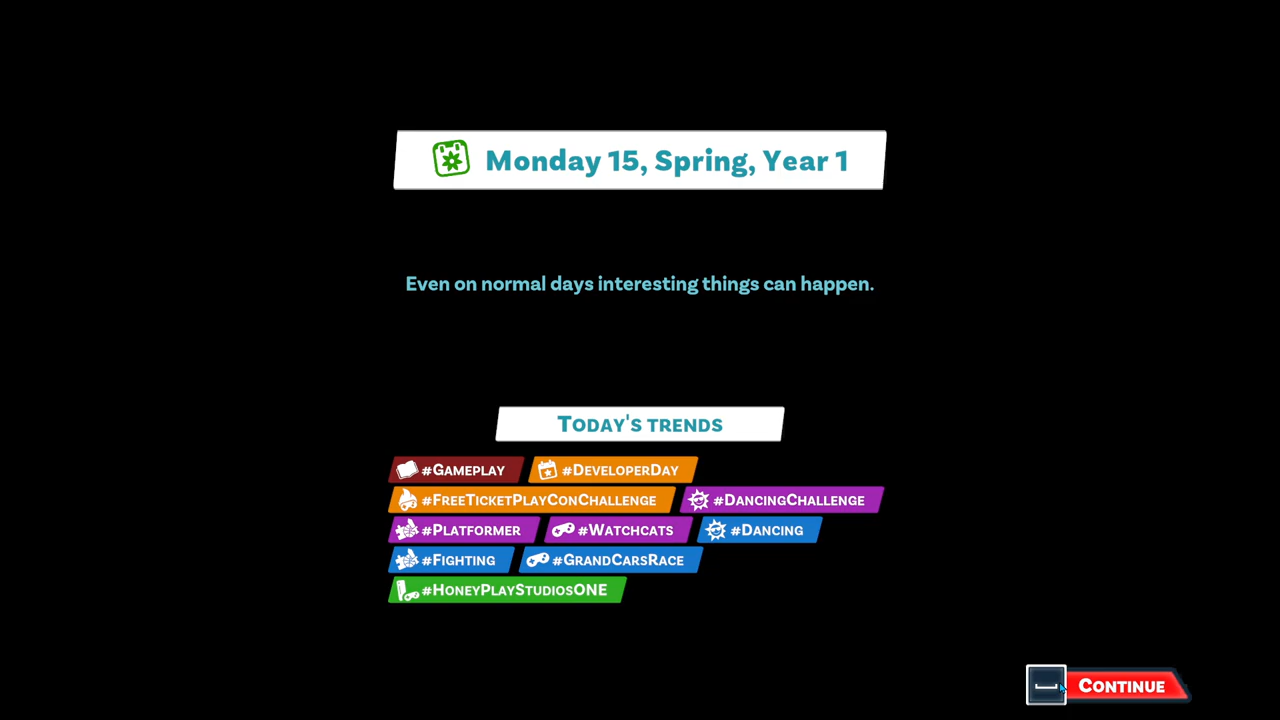 Monday 15, Spring, Year 1
Even on normal days interesting things can happen.
TODAY'S TRENDS
#GAMEPLAY #DEVELOPERDAY
#FREETICKETPLAYCONCHALLENGE #DANCINGCHALLENGE
#PLATFORMER #WATCHCATS #DANCING
#FIGHTING #GRANDCARSRACE
#HONEYPLAYSTUDIOSONE
CONTINUE